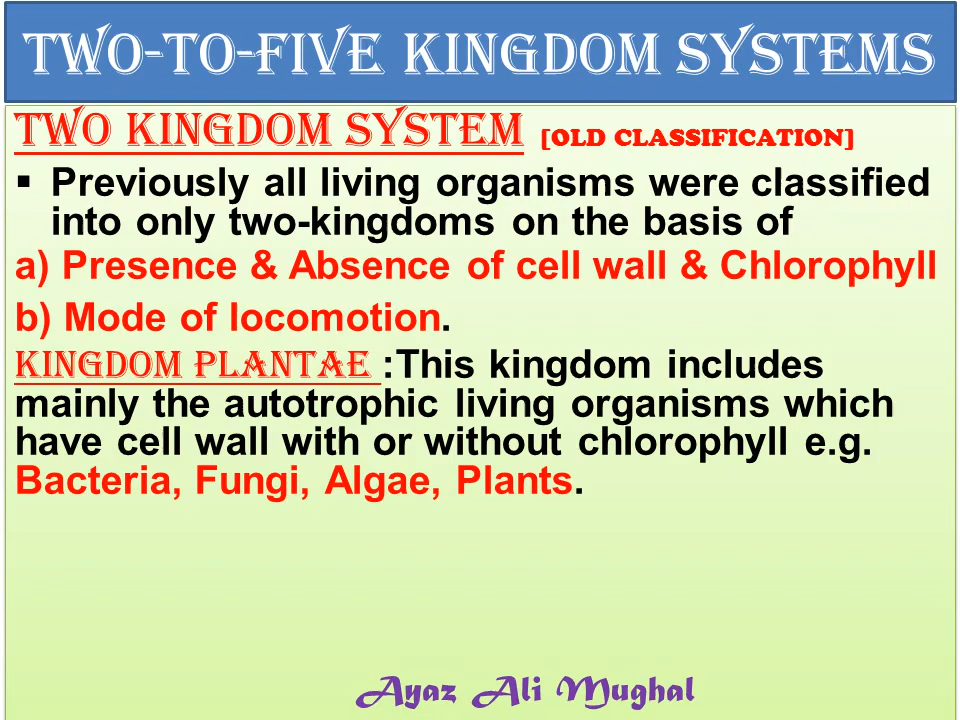 TWO-TO-FIVE KINGDOM SYSTEMS
TWO KINGDOM SYSTEM [OLD CLASSIFICATION]
▪ Previously all living organisms were classified
into only two-kingdoms on the basis of
a) Presence & Absence of cell wall & Chlorophyll
b) Mode of locomotion.
KINGDOM PLANTAE :This kingdom includes
mainly the autotrophic living organisms which
have cell wall with or without chlorophyll e.g.
Bacteria, Fungi, Algae, Plants.
Ayaz Ali Mughal